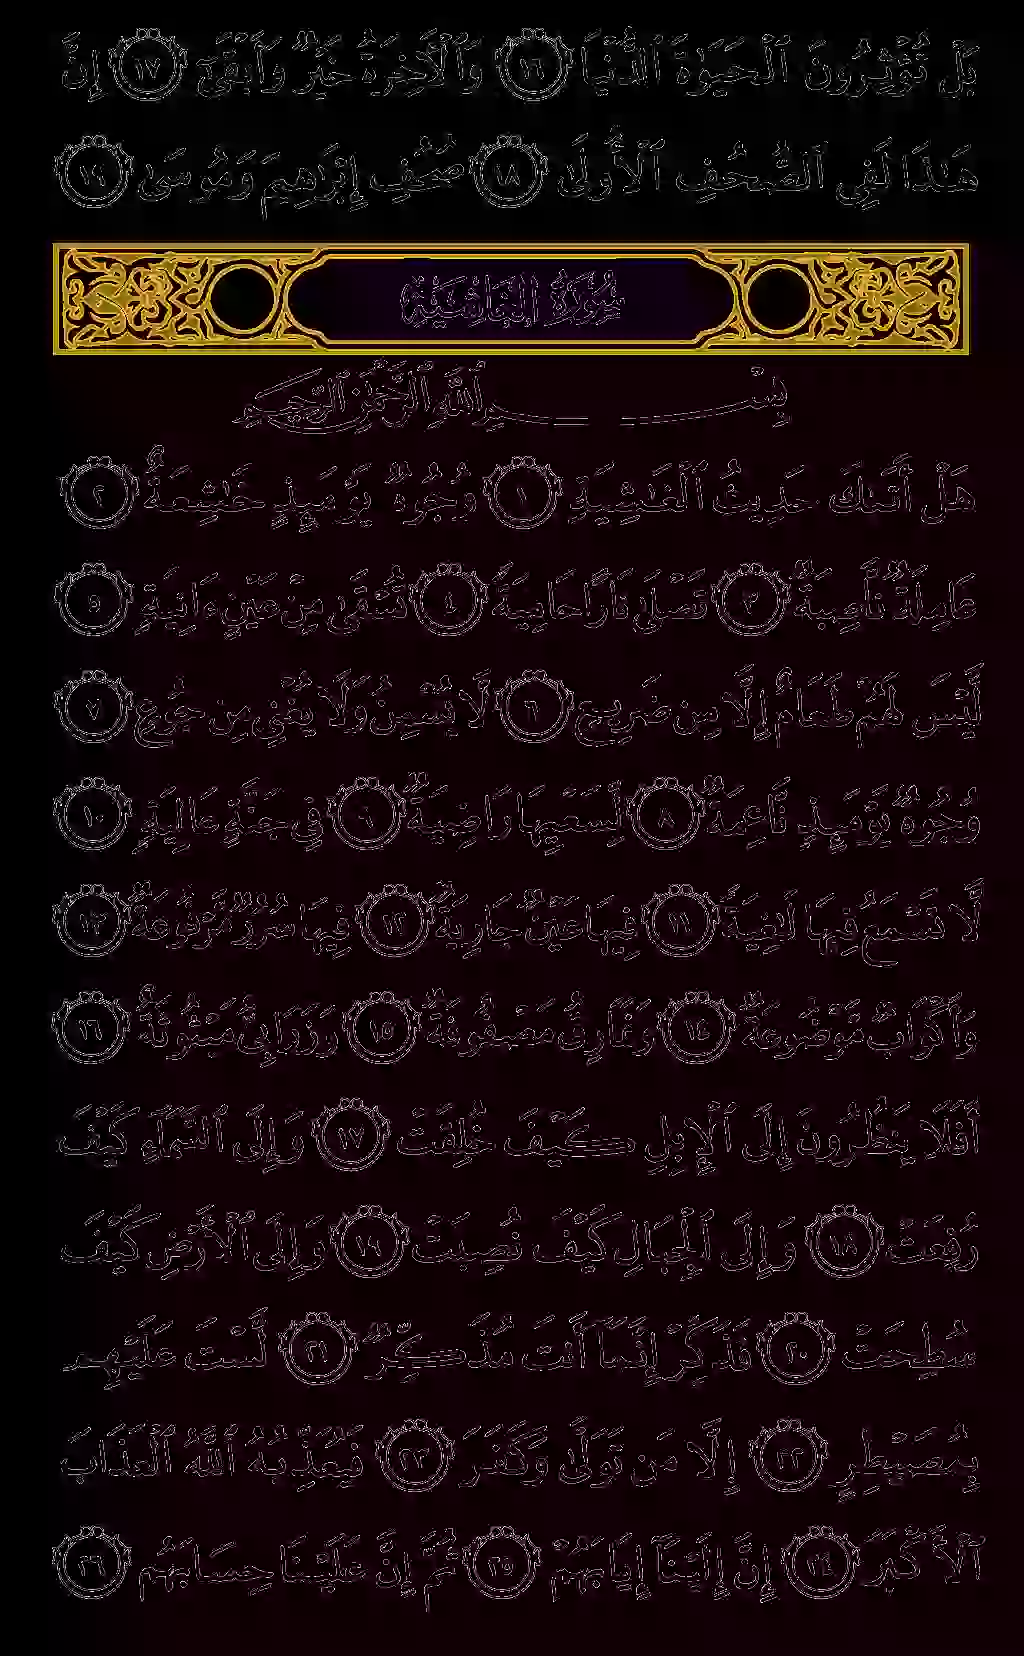 بَلْ تُؤْثِرُونَ ٱلْحَيَوٰةَ ٱلدُّنْيَا ١٦ وَٱلْأَخِرَةُ خَيْرٌ وَأَبْقَىٰٓ ١٧ إِنَّ
هَـٰذَا لَفِى ٱلصُّحُفِ ٱلْأُولَىٰ ١٨ صُحُفِ إِبْرَٰهِيمَ وَمُوسَىٰ ١٩
سُورَةُ الغَاشِيَةِ
بِسْمِ ٱللَّهِ ٱلرَّحْمَٰنِ ٱلرَّحِيمِ
هَلْ أَتَىٰكَ حَدِيثُ ٱلْغَـٰشِيَةِ ١ وُجُوهٌ يَوْمَئِذٍ خَـٰشِعَةٌ ٢
عَامِلَةٌ نَّاصِبَةٌ ٣ تَصْلَىٰ نَارًا حَامِيَةً ٤ تُسْقَىٰ مِنْ عَيْنٍ ءَانِيَةٍ ٥
لَّيْسَ لَهُمْ طَعَامٌ إِلَّا مِن ضَرِيعٍ ٦ لَّا يُسْمِنُ وَلَا يُغْنِى مِن جُوعٍ ٧
وُجُوهٌ يَوْمَئِذٍ نَّاعِمَةٌ ٨ لِّسَعْيِهَا رَاضِيَةٌ ٩ فِى جَنَّةٍ عَالِيَةٍ ١٠
لَّا تَسْمَعُ فِيهَا لَـٰغِيَةً ١١ فِيهَا عَيْنٌ جَارِيَةٌ ١٢ فِيهَا سُرُرٌ مَّرْفُوعَةٌ ١٣
وَأَكْوَابٌ مَّوْضُوعَةٌ ١٤ وَنَمَارِقُ مَصْفُوفَةٌ ١٥ وَزَرَابِىُّ مَبْثُوثَةٌ ١٦
أَفَلَا يَنظُرُونَ إِلَى ٱلْإِبِلِ كَيْفَ خُلِقَتْ ١٧ وَإِلَى ٱلسَّمَآءِ كَيْفَ
رُفِعَتْ ١٨ وَإِلَى ٱلْجِبَالِ كَيْفَ نُصِبَتْ ١٩ وَإِلَى ٱلْأَرْضِ كَيْفَ
سُطِحَتْ ٢٠ فَذَكِّرْ إِنَّمَآ أَنتَ مُذَكِّرٌ ٢١ لَّسْتَ عَلَيْهِم
بِمُصَيْطِرٍ ٢٢ إِلَّا مَن تَوَلَّىٰ وَكَفَرَ ٢٣ فَيُعَذِّبُهُ ٱللَّهُ ٱلْعَذَابَ
ٱلْأَكْبَرَ ٢٤ إِنَّ إِلَيْنَآ إِيَابَهُمْ ٢٥ ثُمَّ إِنَّ عَلَيْنَا حِسَابَهُم ٢٦